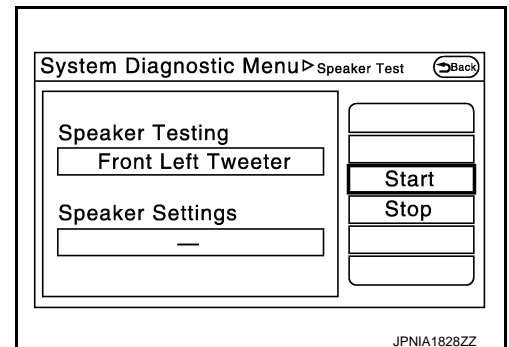 System Diagnostic Menu▷Speaker Test Back
Speaker Testing
Front Left Tweeter
Start
Speaker Settings
Stop
—
JPNIA1828ZZ